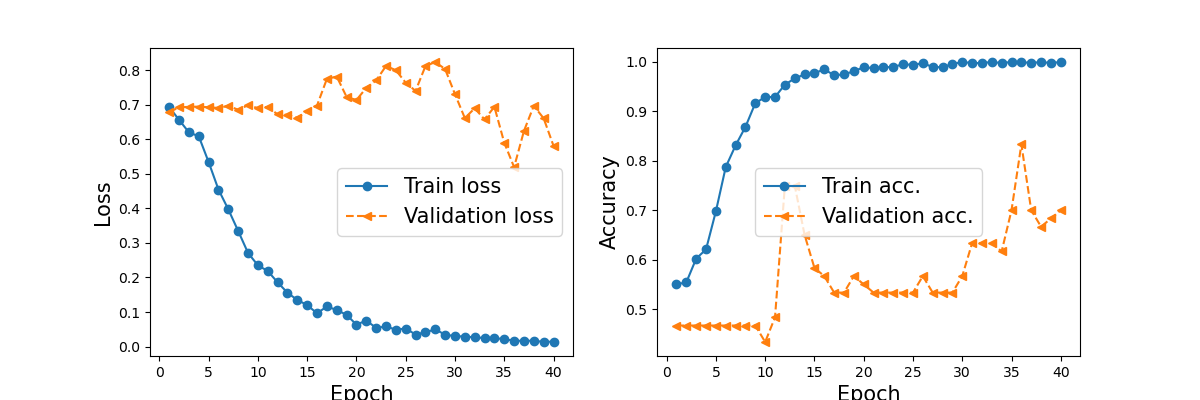 0.8
0.7
0.6
0.5
0.4
0.3
0.2
0.1
0.0
Loss
Train loss
Validation loss
0 5 10 15 20 25 30 35 40
Epoch
1.0
0.9
0.8
0.7
0.6
0.5
Accuracy
Train acc.
Validation acc.
0 5 10 15 20 25 30 35 40
Epoch